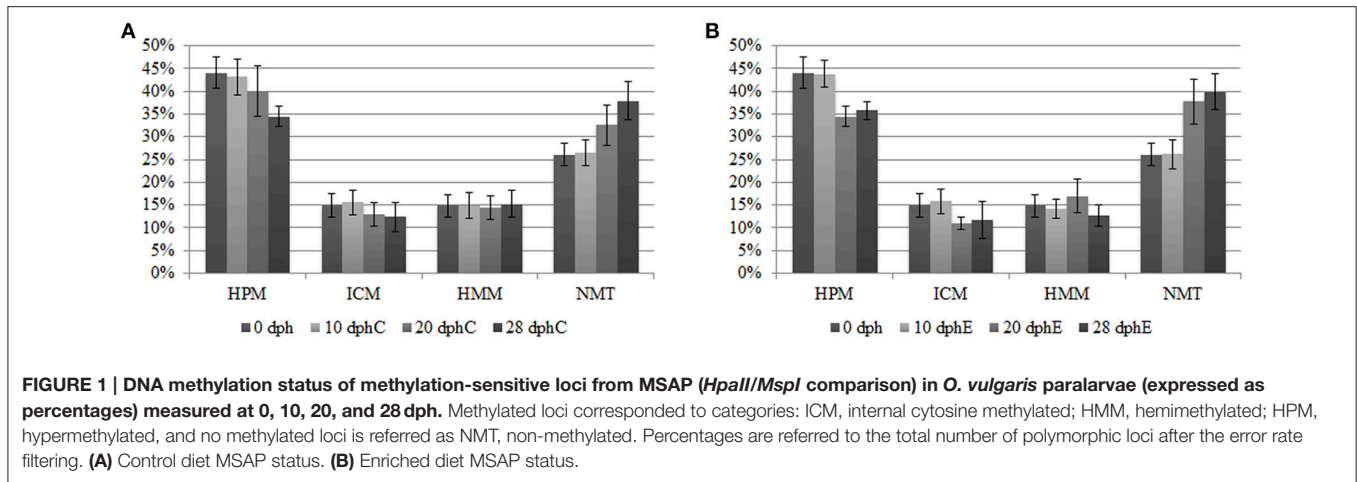 A
50%
45%
40%
35%
30%
25%
20%
15%
10%
5%
0%
HPM ICM HMM NMT
0 dph 10 dphC 20 dphC 28 dphC
B
50%
45%
40%
35%
30%
25%
20%
15%
10%
5%
0%
HPM ICM HMM NMT
0 dph 10 dphE 20 dphE 28 dphE
FIGURE 1 | DNA methylation status of methylation-sensitive loci from MSAP (HpaII/MspI comparison) in O. vulgaris paralarvae (expressed as
percentages) measured at 0, 10, 20, and 28 dph. Methylated loci corresponded to categories: ICM, internal cytosine methylated; HMM, hemimethylated; HPM,
hypermethylated, and no methylated loci is referred as NMT, non-methylated. Percentages are referred to the total number of polymorphic loci after the error rate
filtering. (A) Control diet MSAP status. (B) Enriched diet MSAP status.